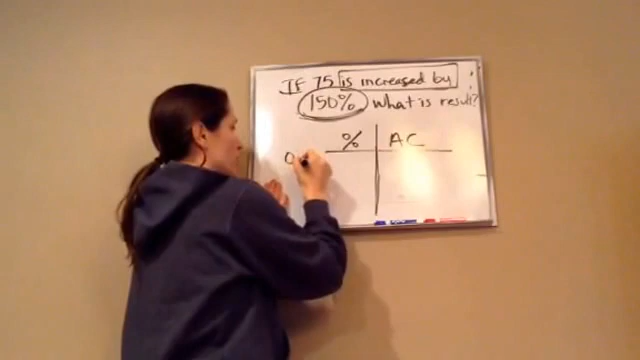 If 75 is increased by
150% What is result?
% AC
O